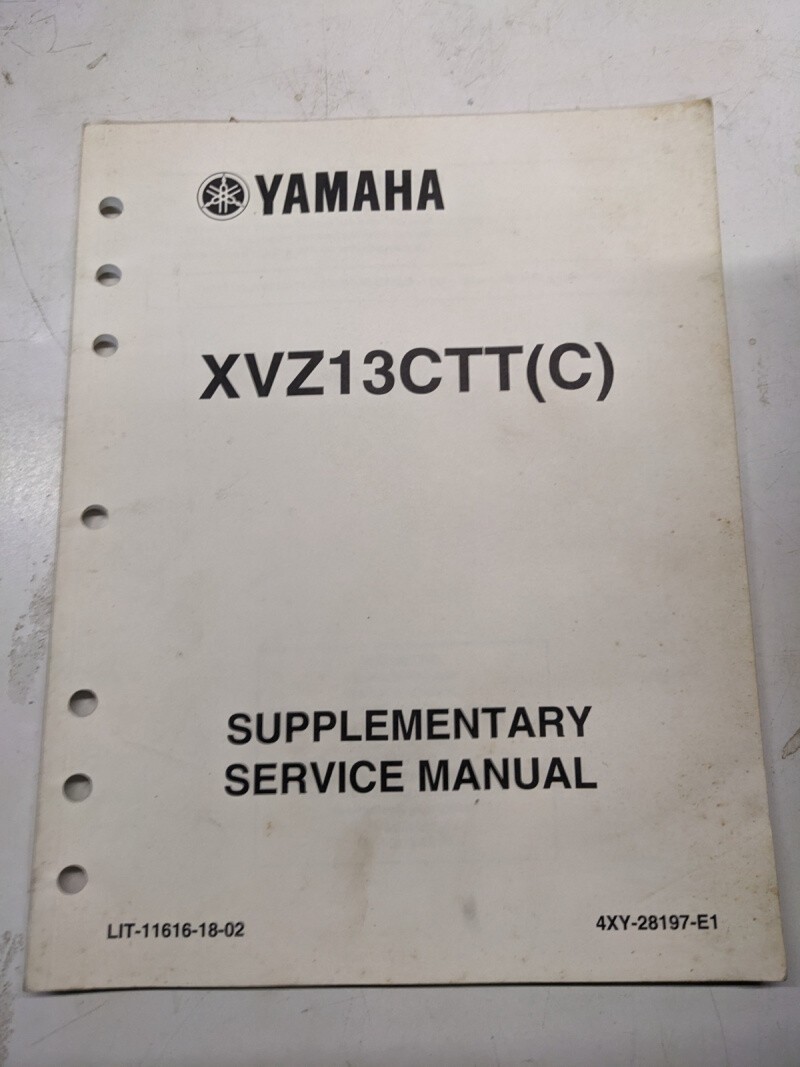 YAMAHA
XVZ13CTT(C)
SUPPLEMENTARY
SERVICE MANUAL
LIT-11616-18-02
4XY-28197-E1